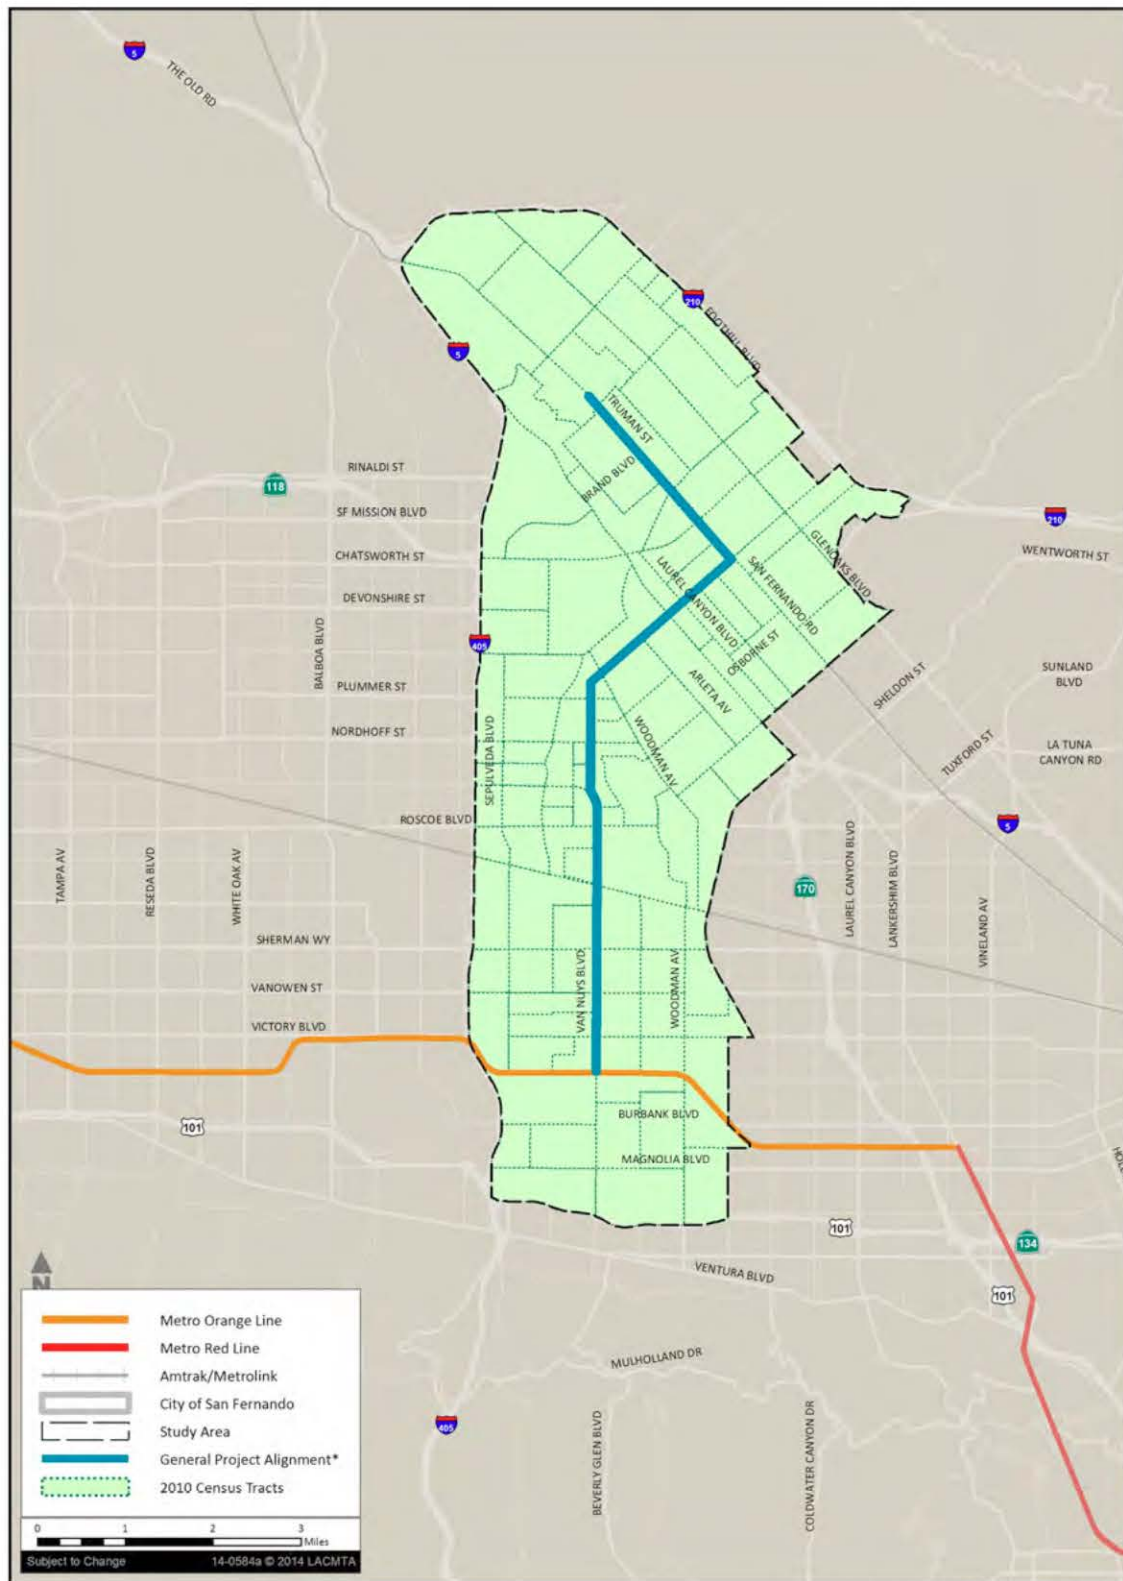 5
THE OLD RD
210
FOOTHILL BLVD
5
TRUMAN ST
BRAND BLVD
RINALDI ST
118
SF MISSION BLVD
210
GLENOAKS BLVD
WENTWORTH ST
CHATSWORTH ST
LAUREL CANYON BLVD
SAN FERNANDO RD
DEVONSHIRE ST
BALBOA BLVD
405
OSBORNE ST
SHELDON ST
SUNLAND
BLVD
PLUMMER ST
ARLETA AV
NORDHOFF ST
SEPULVEDA BLVD
WOODMAN AV
TUXFORD ST
LA TUNA
CANYON RD
ROSCOE BLVD
5
TAMPA AV
RESEDA BLVD
WHITE OAK AV
170
LAUREL CANYON BLVD
LANKERSHIM BLVD
VINELAND AV
SHERMAN WY
VAN NUYS BLVD
WOODMAN AV
VANOWEN ST
VICTORY BLVD
101
BURBANK BLVD
MAGNOLIA BLVD
101
134
VENTURA BLVD
101
MULHOLLAND DR
405
BEVERLY GLEN BLVD
COLDWATER CANYON DR
N
Metro Orange Line
Metro Red Line
Amtrak/Metrolink
City of San Fernando
Study Area
General Project Alignment*
2010 Census Tracts
0 1 2 3
Miles
Subject to Change 14-0584a © 2014 LACMTA